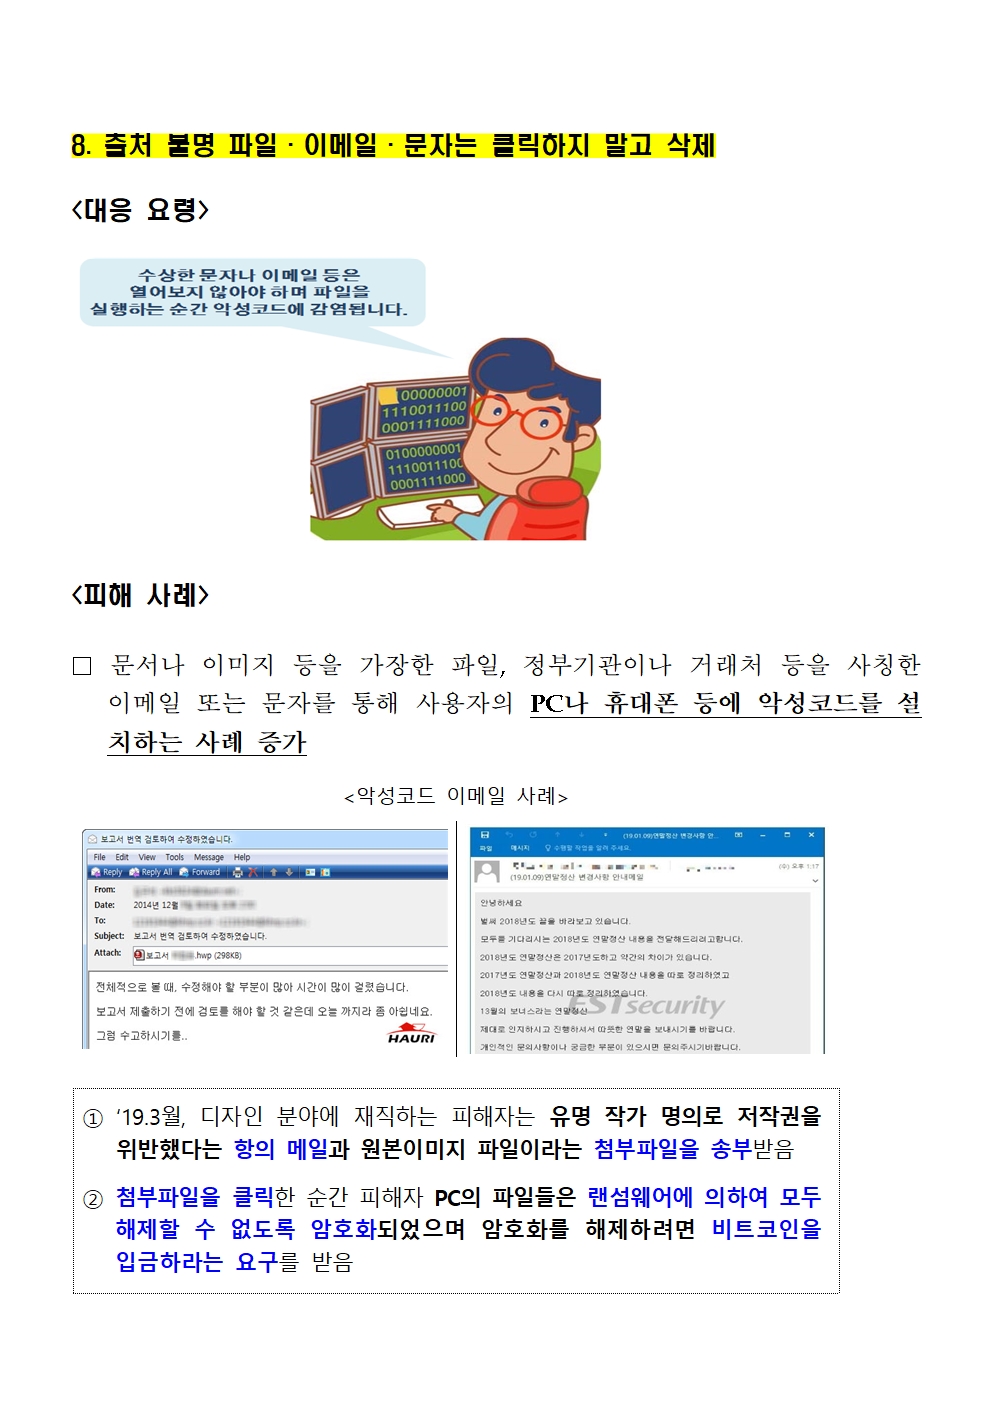 8. 출처 불명 파일·이메일·문자는 클릭하지 말고 삭제
<대응 요령>
수상한 문자나 이메일 등은
열어보지 않아야 하며 파일을
실행하는 순간 악성코드에 감염됩니다.
00000001
1110011100
0001111000
0100000001
1110011100
0001111000
<피해 사례>
□ 문서나 이미지 등을 가장한 파일, 정부기관이나 거래처 등을 사칭한
이메일 또는 문자를 통해 사용자의 PC나 휴대폰 등에 악성코드를 설
치하는 사례 증가
<악성코드 이메일 사례>
보고서 번역 검토하여 수정하였습니다.
File Edit View Tools Message Help
Reply Reply All Forward
From:
Date: 2014년 12월
To:
Subject: 보고서 번역 검토하여 수정하였습니다.
Attach: 보고서 .hwp (298KB)
전체적으로 볼 때, 수정해야 할 부분이 많아 시간이 많이 걸렸습니다.
보고서 제출하기 전에 검토를 해야 할 것 같은데 오늘 까지라 좀 아쉽네요.
그럼 수고하시기를..
HAURI
(19.01.09)연말정산 변경사항 안...
파일 메시지 수행할 작업을 알려 주세요.
(수) 오후 1:17
(19.01.09)연말정산 변경사항 안내메일
안녕하세요
벌써 2018년도 끝을 바라보고 있습니다.
모두를 기다리시는 2018년도 연말정산 내용을 전달해드리려고합니다.
2018년도 연말정산은 2017년도하고 약간의 차이가 있습니다.
2017년도 연말정산과 2018년도 연말정산 내용을 따로 정리하였고
2018년도 내용을 다시 따로 정리하였습니다.
13월의 보너스라는 연말정산
ESTsecurity
제대로 인지하시고 진행하셔서 따뜻한 연말을 보내시기를 바랍니다.
개인적인 문의사항이나 궁금한 부분이 있으시면 문의주시기바랍니다.
① ‘19.3월, 디자인 분야에 재직하는 피해자는 유명 작가 명의로 저작권을
위반했다는 항의 메일과 원본이미지 파일이라는 첨부파일을 송부받음
② 첨부파일을 클릭한 순간 피해자 PC의 파일들은 랜섬웨어에 의하여 모두
해제할 수 없도록 암호화되었으며 암호화를 해제하려면 비트코인을
입금하라는 요구를 받음